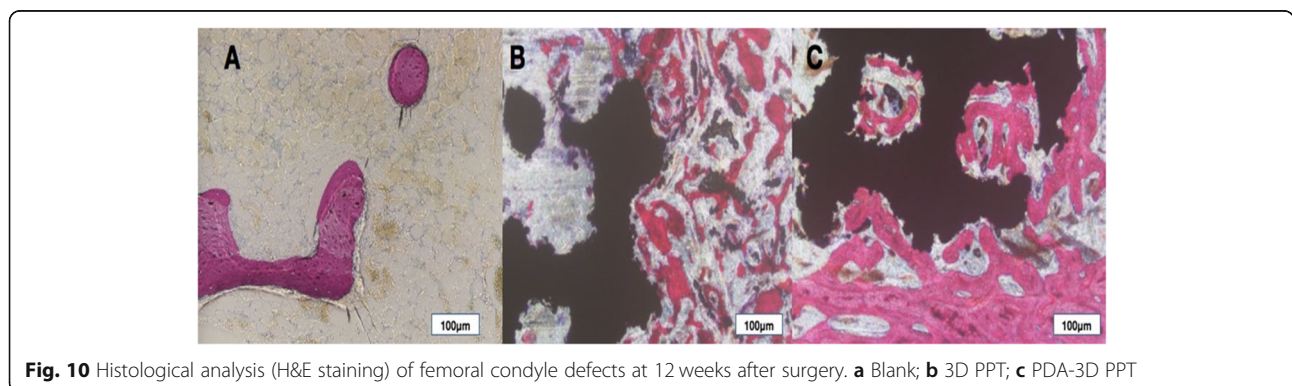 A B C
100µm 100µm 100µm
Fig. 10 Histological analysis (H&E staining) of femoral condyle defects at 12 weeks after surgery. a Blank; b 3D PPT; c PDA-3D PPT